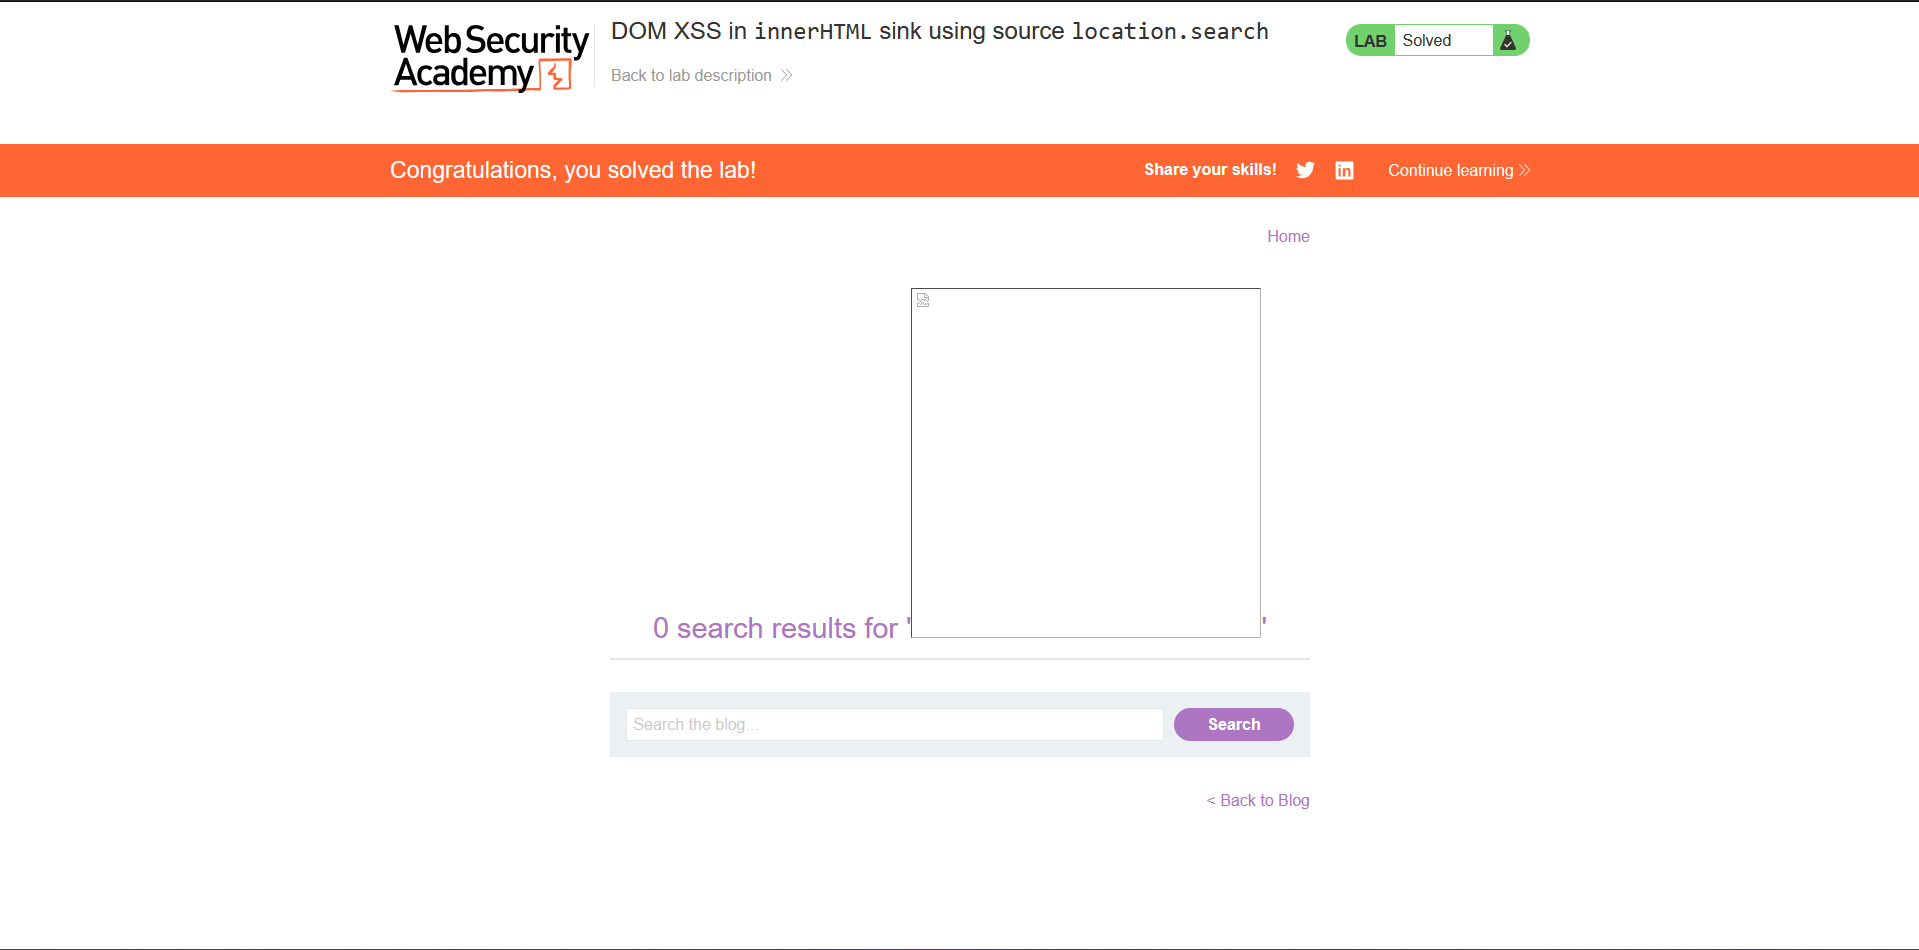 Web Security
Academy
DOM XSS in innerHTML sink using source location.search
Back to lab description
LAB Solved
Congratulations, you solved the lab!
Share your skills!
Continue learning
Home
0 search results for ''
Search the blog...
Search
< Back to Blog